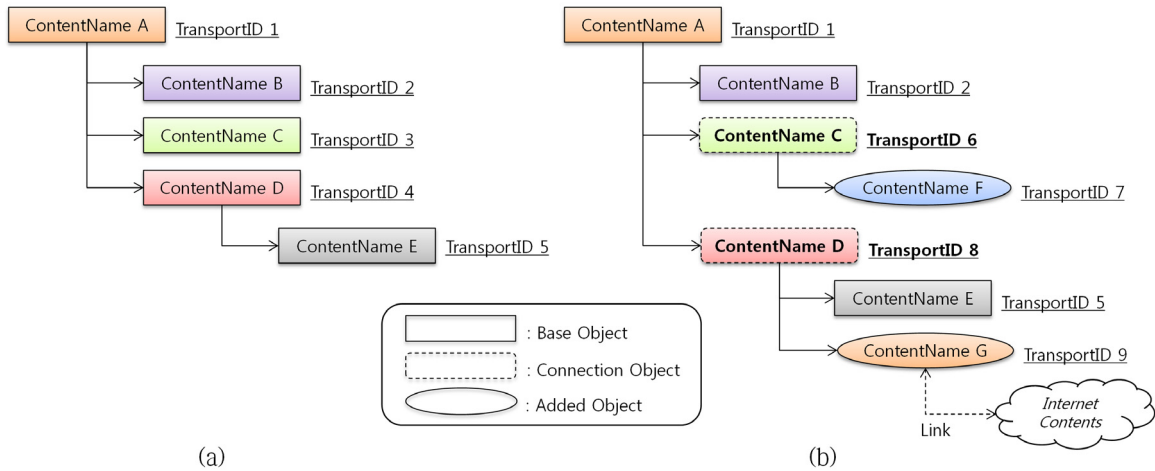 ContentName A
TransportID 1
ContentName B
TransportID 2
ContentName C
TransportID 3
ContentName D
TransportID 4
ContentName E
TransportID 5
(a)
ContentName A
TransportID 1
ContentName B
TransportID 2
ContentName C
TransportID 6
ContentName F
TransportID 7
ContentName D
TransportID 8
ContentName E
TransportID 5
ContentName G
TransportID 9
Link
Internet
Contents
(b)
: Base Object
: Connection Object
: Added Object